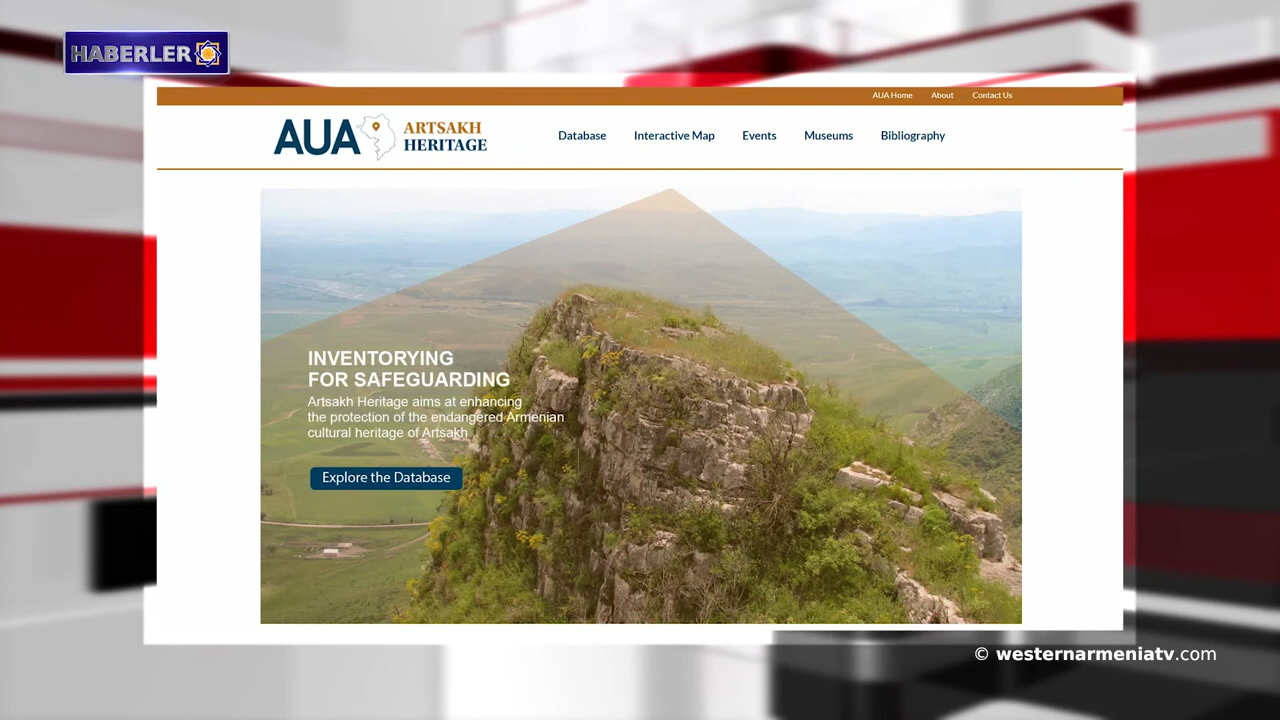 HABERLER
AUA Home About Contact Us
AUA ARTSAKH HERITAGE
Database Interactive Map Events Museums Bibliography
INVENTORYING
FOR SAFEGUARDING
Artsakh Heritage aims at enhancing
the protection of the endangered Armenian
cultural heritage of Artsakh
Explore the Database
© westernarmeniatv.com